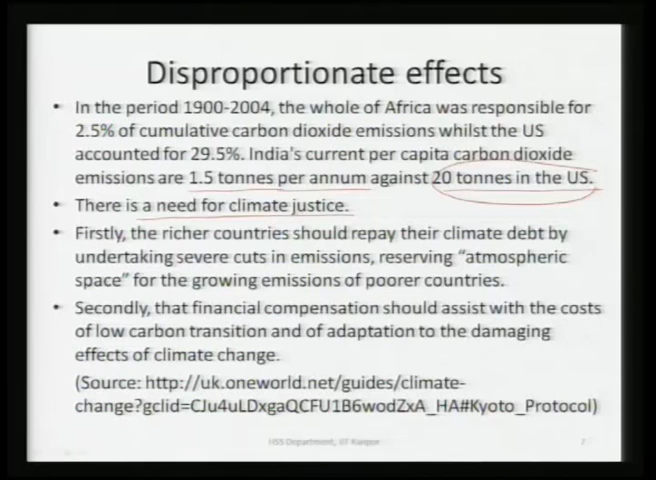 Disproportionate effects
• In the period 1900-2004, the whole of Africa was responsible for
2.5% of cumulative carbon dioxide emissions whilst the US
accounted for 29.5%. India's current per capita carbon dioxide
emissions are 1.5 tonnes per annum against 20 tonnes in the US.
• There is a need for climate justice.
• Firstly, the richer countries should repay their climate debt by
undertaking severe cuts in emissions, reserving "atmospheric
space" for the growing emissions of poorer countries.
• Secondly, that financial compensation should assist with the costs
of low carbon transition and of adaptation to the damaging
effects of climate change.
(Source: http://uk.oneworld.net/guides/climate-
change?gclid=CJu4uLDxgaQCFU1B6wodZxA_HA#Kyoto_Protocol)
HSS Department, IIT Kanpur